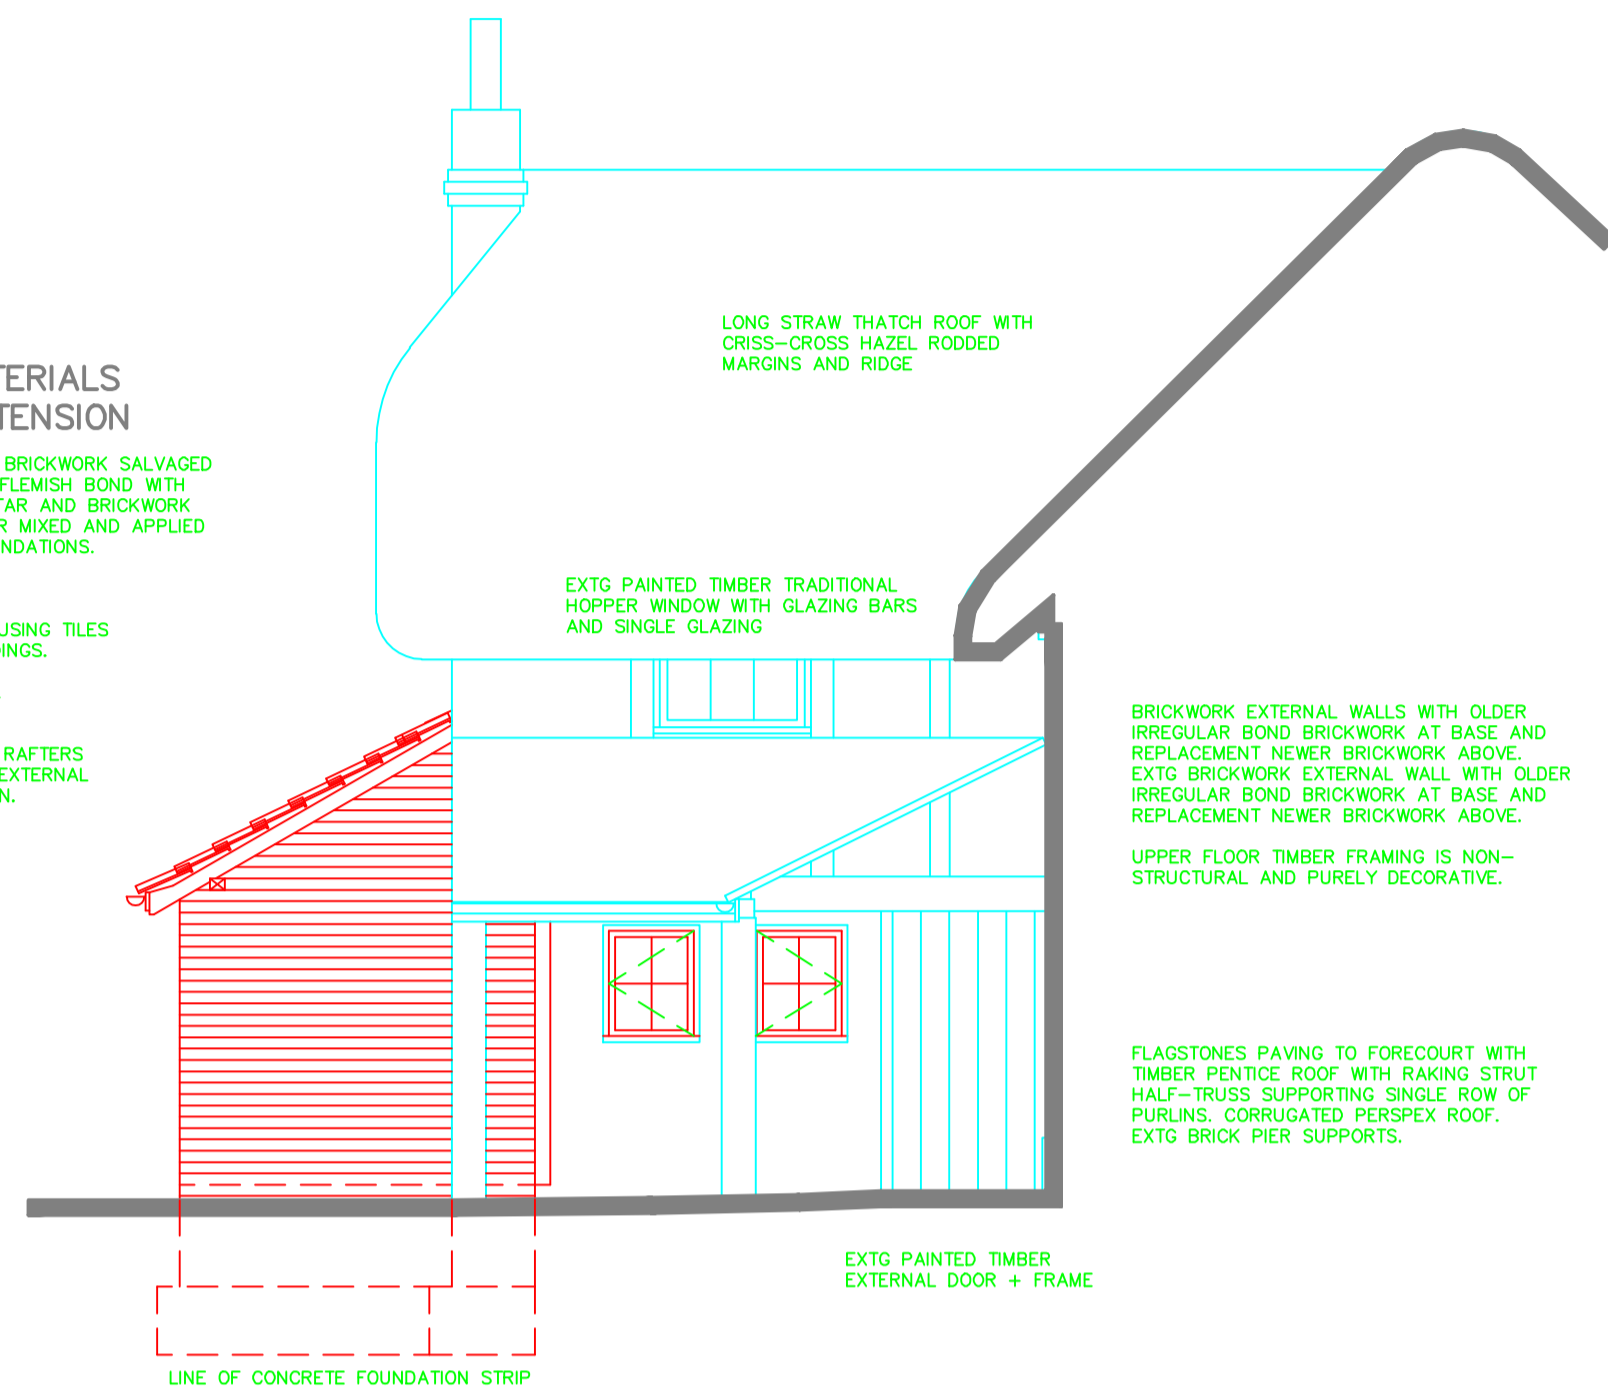 TERIALS
TENSION
BRICKWORK SALVAGED
FLEMISH BOND WITH
TAR AND BRICKWORK
R MIXED AND APPLIED
NDATIONS.
USING TILES
DINGS.
RAFTERS
EXTERNAL
N.
LONG STRAW THATCH ROOF WITH
CRISS-CROSS HAZEL RODDED
MARGINS AND RIDGE
EXTG PAINTED TIMBER TRADITIONAL
HOPPER WINDOW WITH GLAZING BARS
AND SINGLE GLAZING
BRICKWORK EXTERNAL WALLS WITH OLDER
IRREGULAR BOND BRICKWORK AT BASE AND
REPLACEMENT NEWER BRICKWORK ABOVE.
EXTG BRICKWORK EXTERNAL WALL WITH OLDER
IRREGULAR BOND BRICKWORK AT BASE AND
REPLACEMENT NEWER BRICKWORK ABOVE.
UPPER FLOOR TIMBER FRAMING IS NON-
STRUCTURAL AND PURELY DECORATIVE.
FLAGSTONES PAVING TO FORECOURT WITH
TIMBER PENTICE ROOF WITH RAKING STRUT
HALF-TRUSS SUPPORTING SINGLE ROW OF
PURLINS. CORRUGATED PERSPEX ROOF.
EXTG BRICK PIER SUPPORTS.
EXTG PAINTED TIMBER
EXTERNAL DOOR + FRAME
LINE OF CONCRETE FOUNDATION STRIP